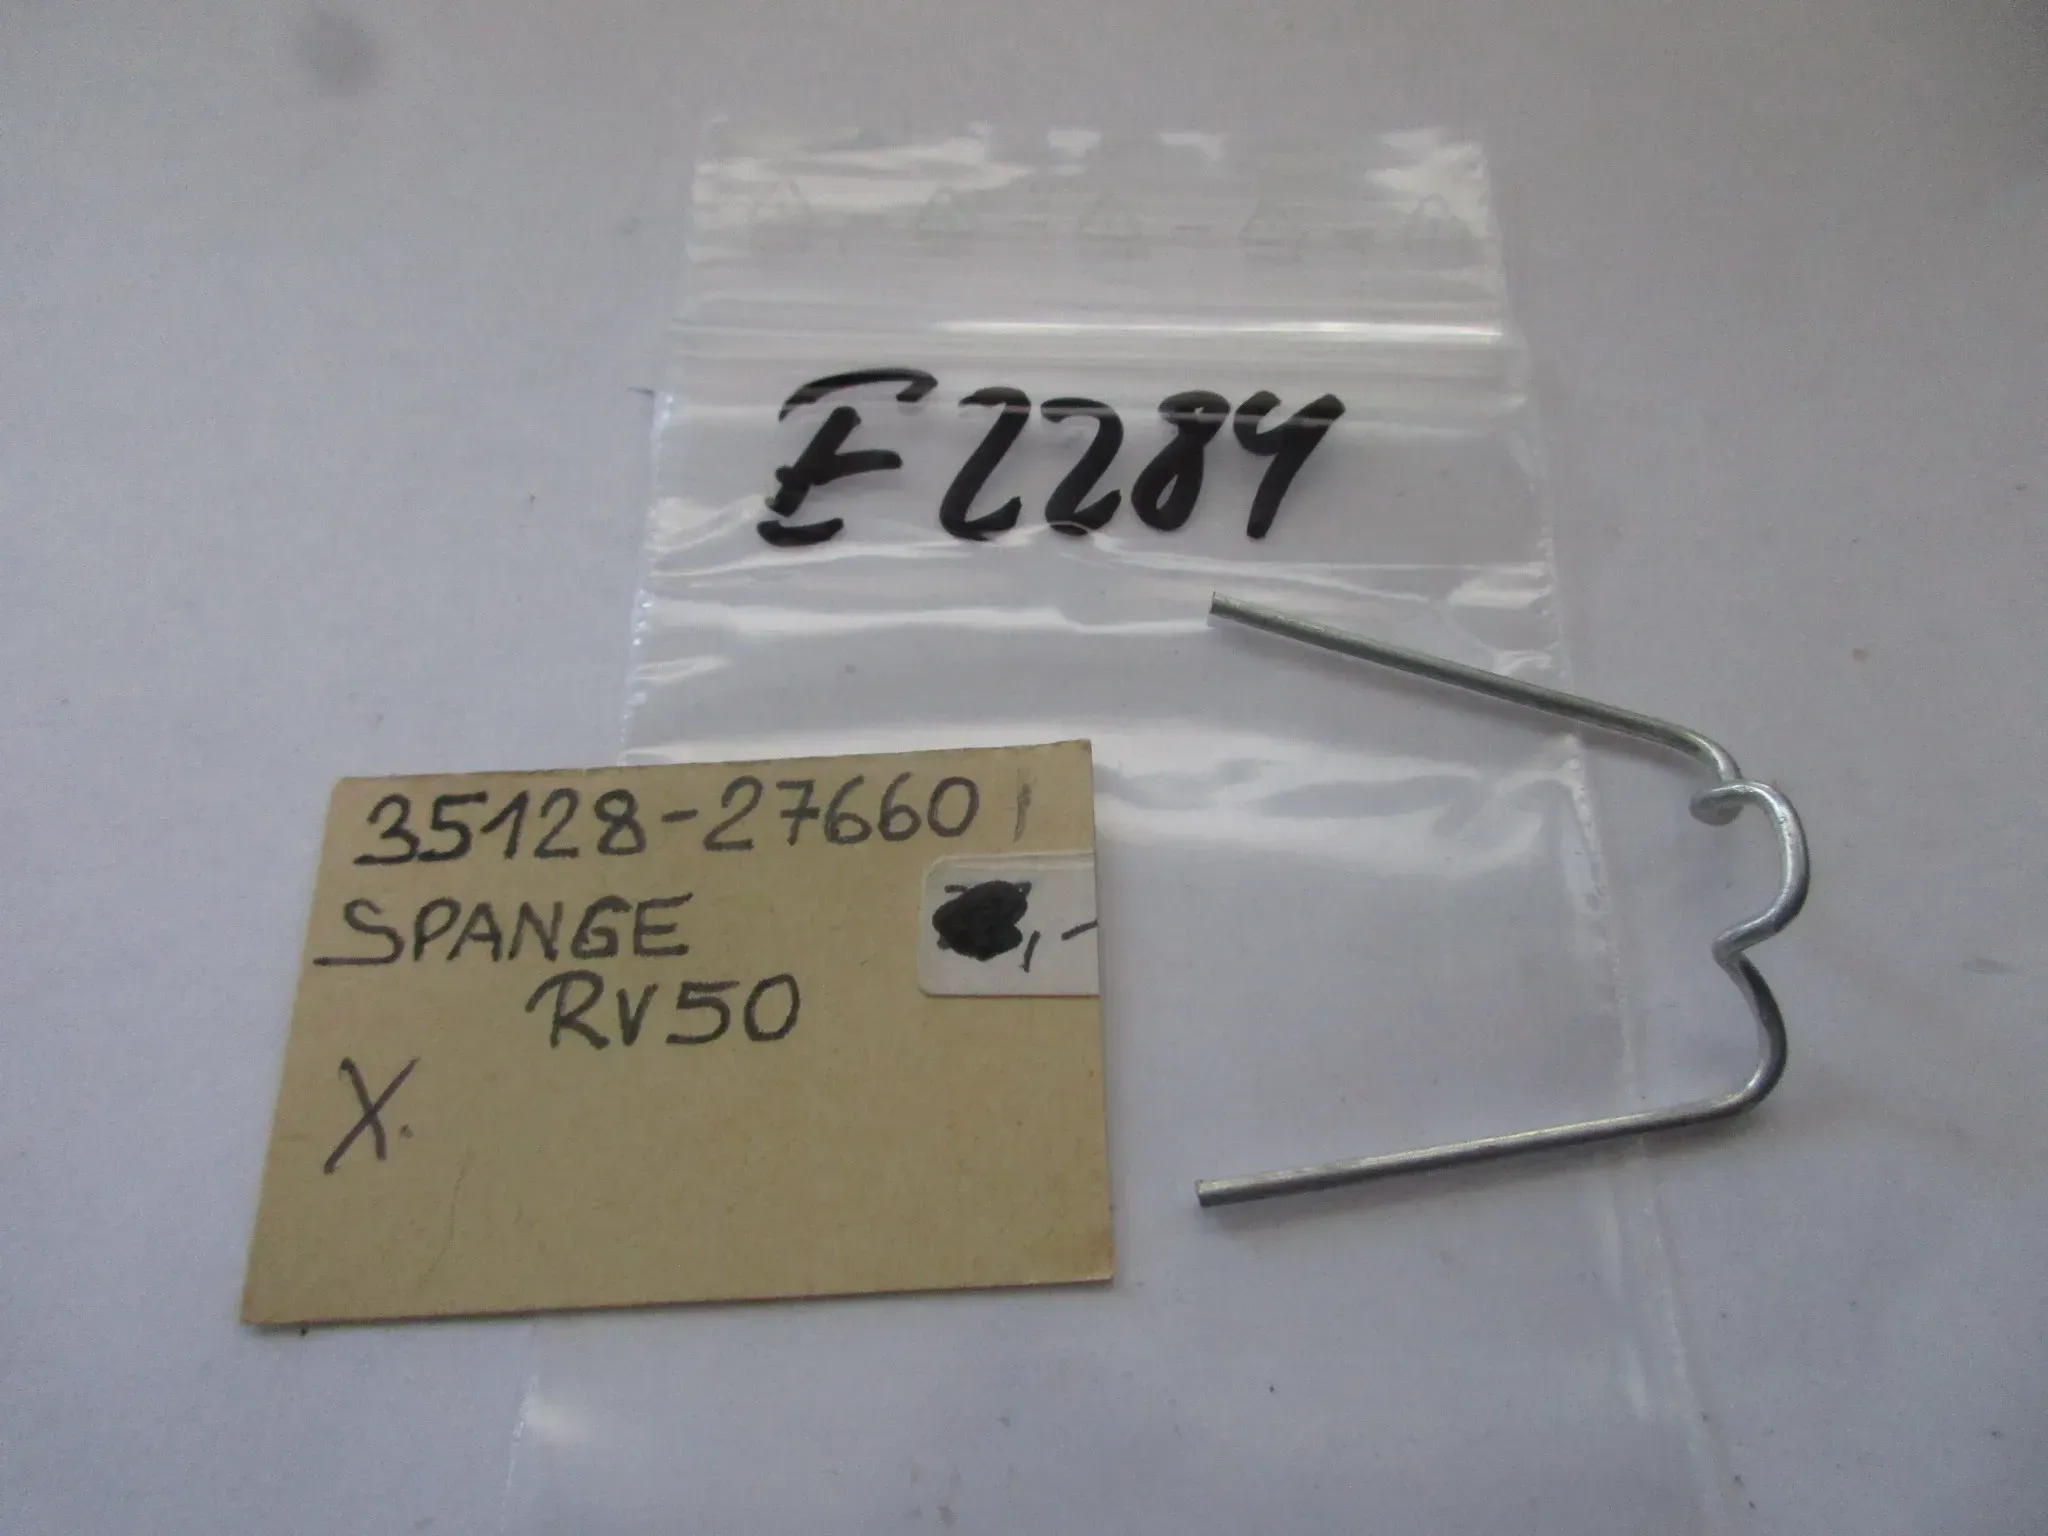 E2284
35128-27660
SPANGE
RV50
X.
,-